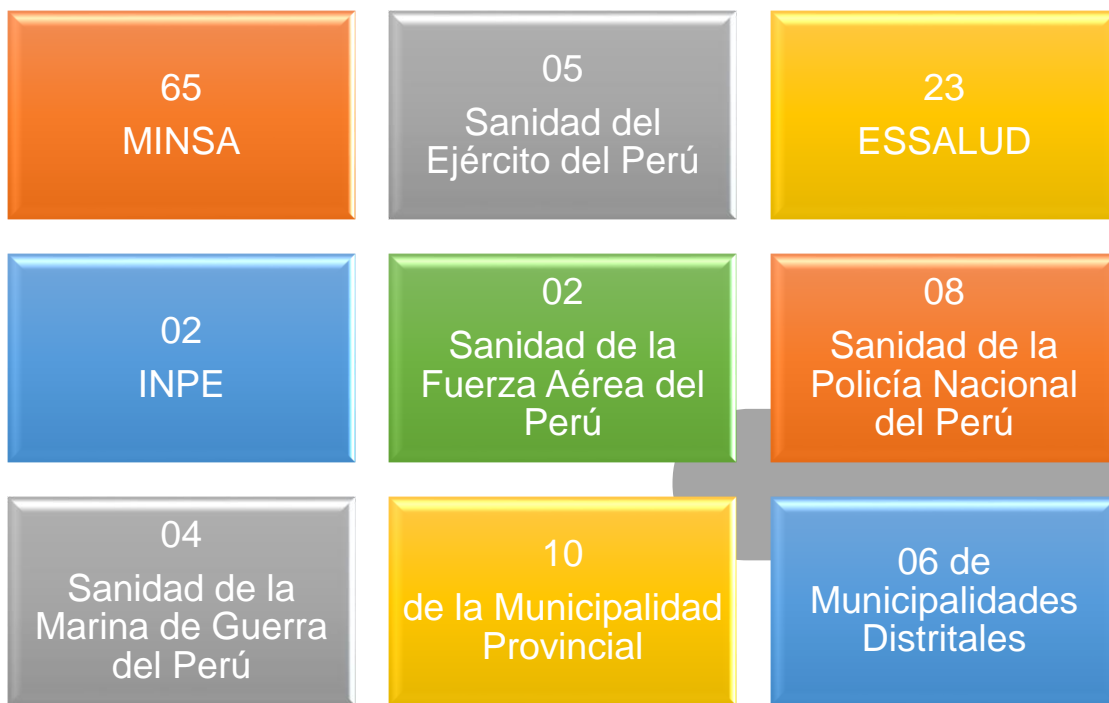 65
MINSA
05
Sanidad del
Ejército del Perú
23
ESSALUD
02
INPE
02
Sanidad de la
Fuerza Aérea del
Perú
08
Sanidad de la
Policía Nacional
del Perú
04
Sanidad de la
Marina de Guerra
del Perú
10
de la Municipalidad
Provincial
06 de
Municipalidades
Distritales